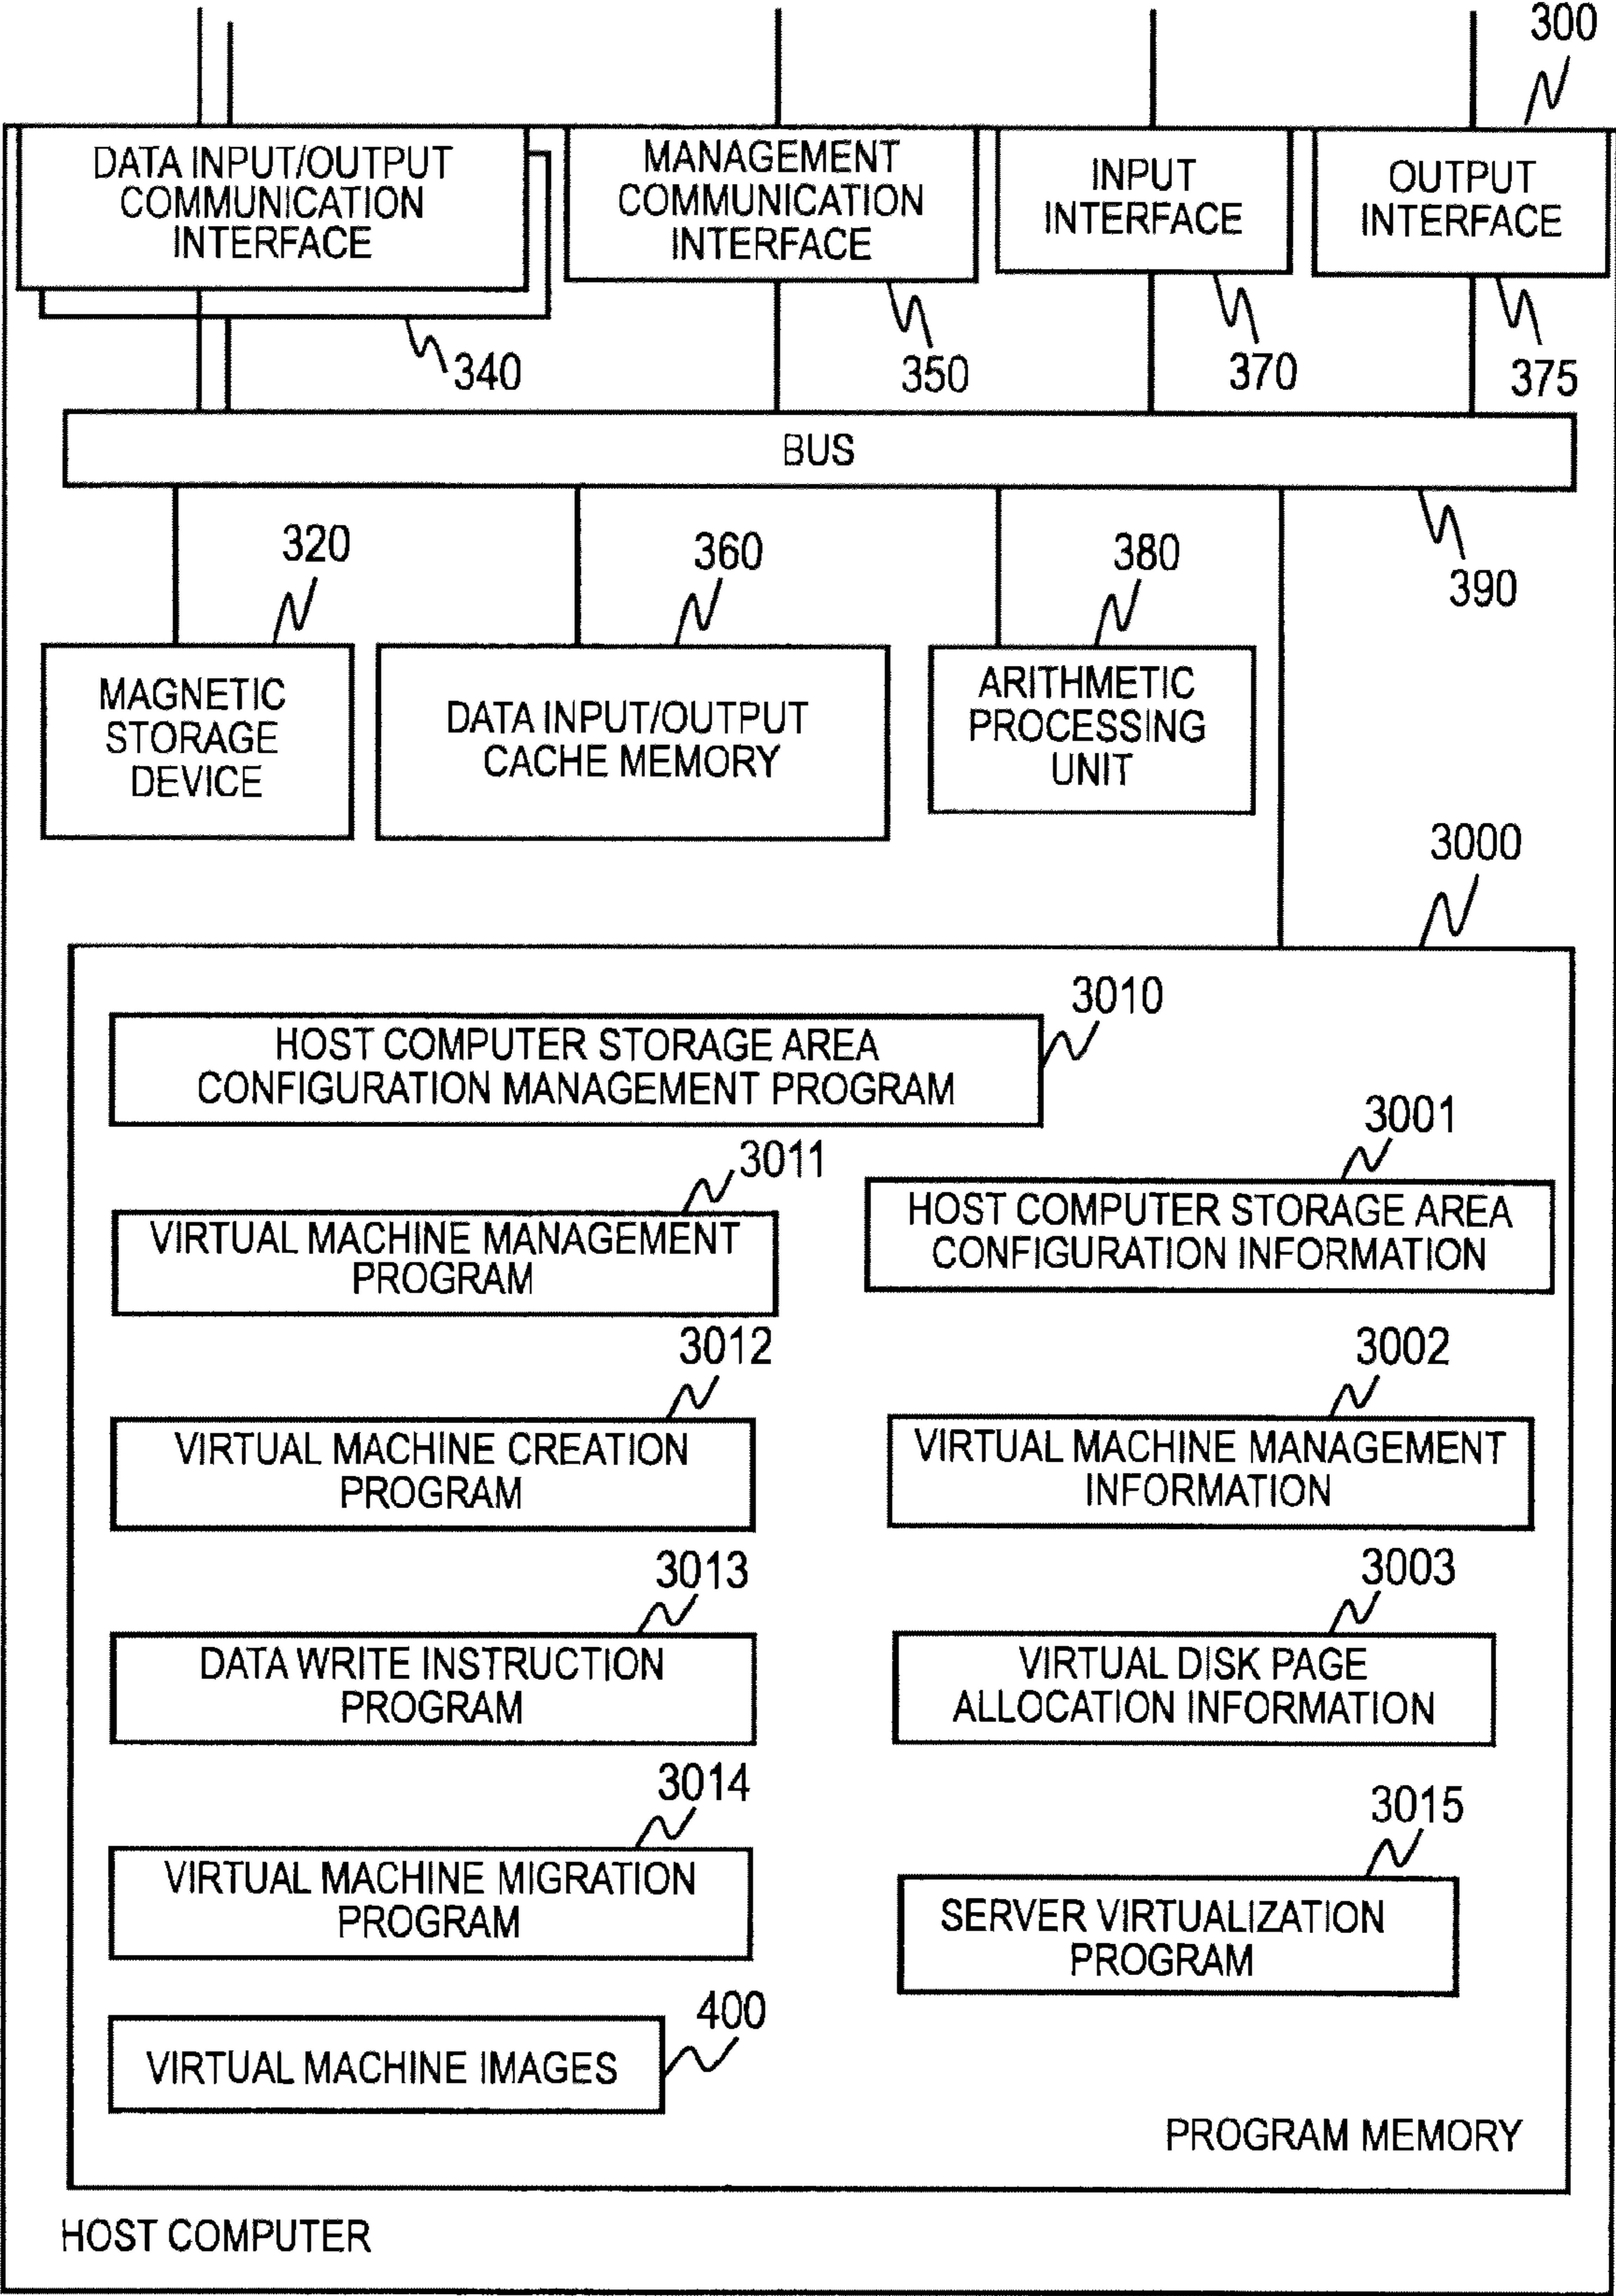 300
DATA INPUT/OUTPUT
COMMUNICATION
INTERFACE
MANAGEMENT
COMMUNICATION
INTERFACE
INPUT
INTERFACE
OUTPUT
INTERFACE
340
350
370
375
BUS
390
320
360
380
MAGNETIC
STORAGE
DEVICE
DATA INPUT/OUTPUT
CACHE MEMORY
ARITHMETIC
PROCESSING
UNIT
3000
3010
HOST COMPUTER STORAGE AREA
CONFIGURATION MANAGEMENT PROGRAM
3001
3011
HOST COMPUTER STORAGE AREA
CONFIGURATION INFORMATION
VIRTUAL MACHINE MANAGEMENT
PROGRAM
3012
3002
VIRTUAL MACHINE CREATION
PROGRAM
VIRTUAL MACHINE MANAGEMENT
INFORMATION
3013
3003
DATA WRITE INSTRUCTION
PROGRAM
VIRTUAL DISK PAGE
ALLOCATION INFORMATION
3014
3015
VIRTUAL MACHINE MIGRATION
PROGRAM
SERVER VIRTUALIZATION
PROGRAM
400
VIRTUAL MACHINE IMAGES
PROGRAM MEMORY
HOST COMPUTER